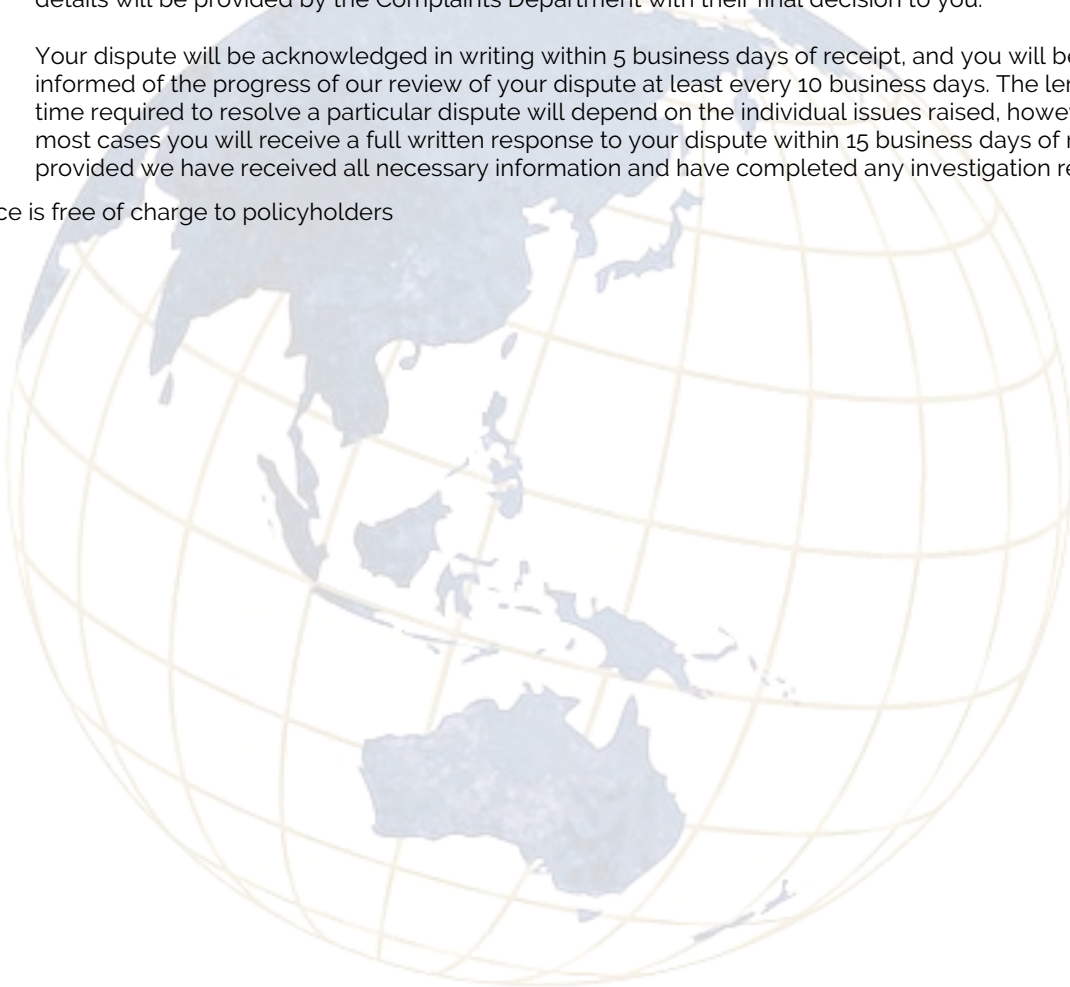 details will be provided by the Complaints Department with their final decision to you.
Your dispute will be acknowledged in writing within 5 business days of receipt, and you will be
informed of the progress of our review of your dispute at least every 10 business days. The
time required to resolve a particular dispute will depend on the individual issues raised,
most cases you will receive a full written response to your dispute within 15 business days of
provided we have received all necessary information and have completed any investigation
is free of charge to policyholders